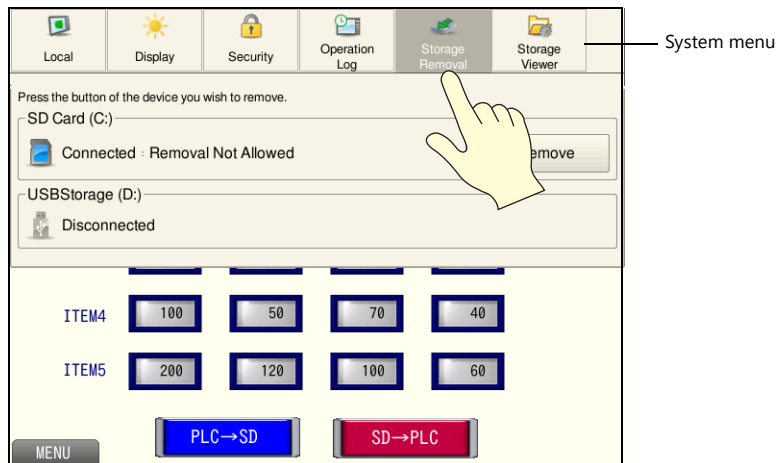 Local
Display
Security
Operation
Log
Storage
Removal
Storage
Viewer
System menu
Press the button of the device you wish to remove.
SD Card (C:)
Connected : Removal Not Allowed
emove
USBStorage (D:)
Disconnected
ITEM4 100 50 70 40
ITEM5 200 120 100 60
PLC→SD SD→PLC
MENU